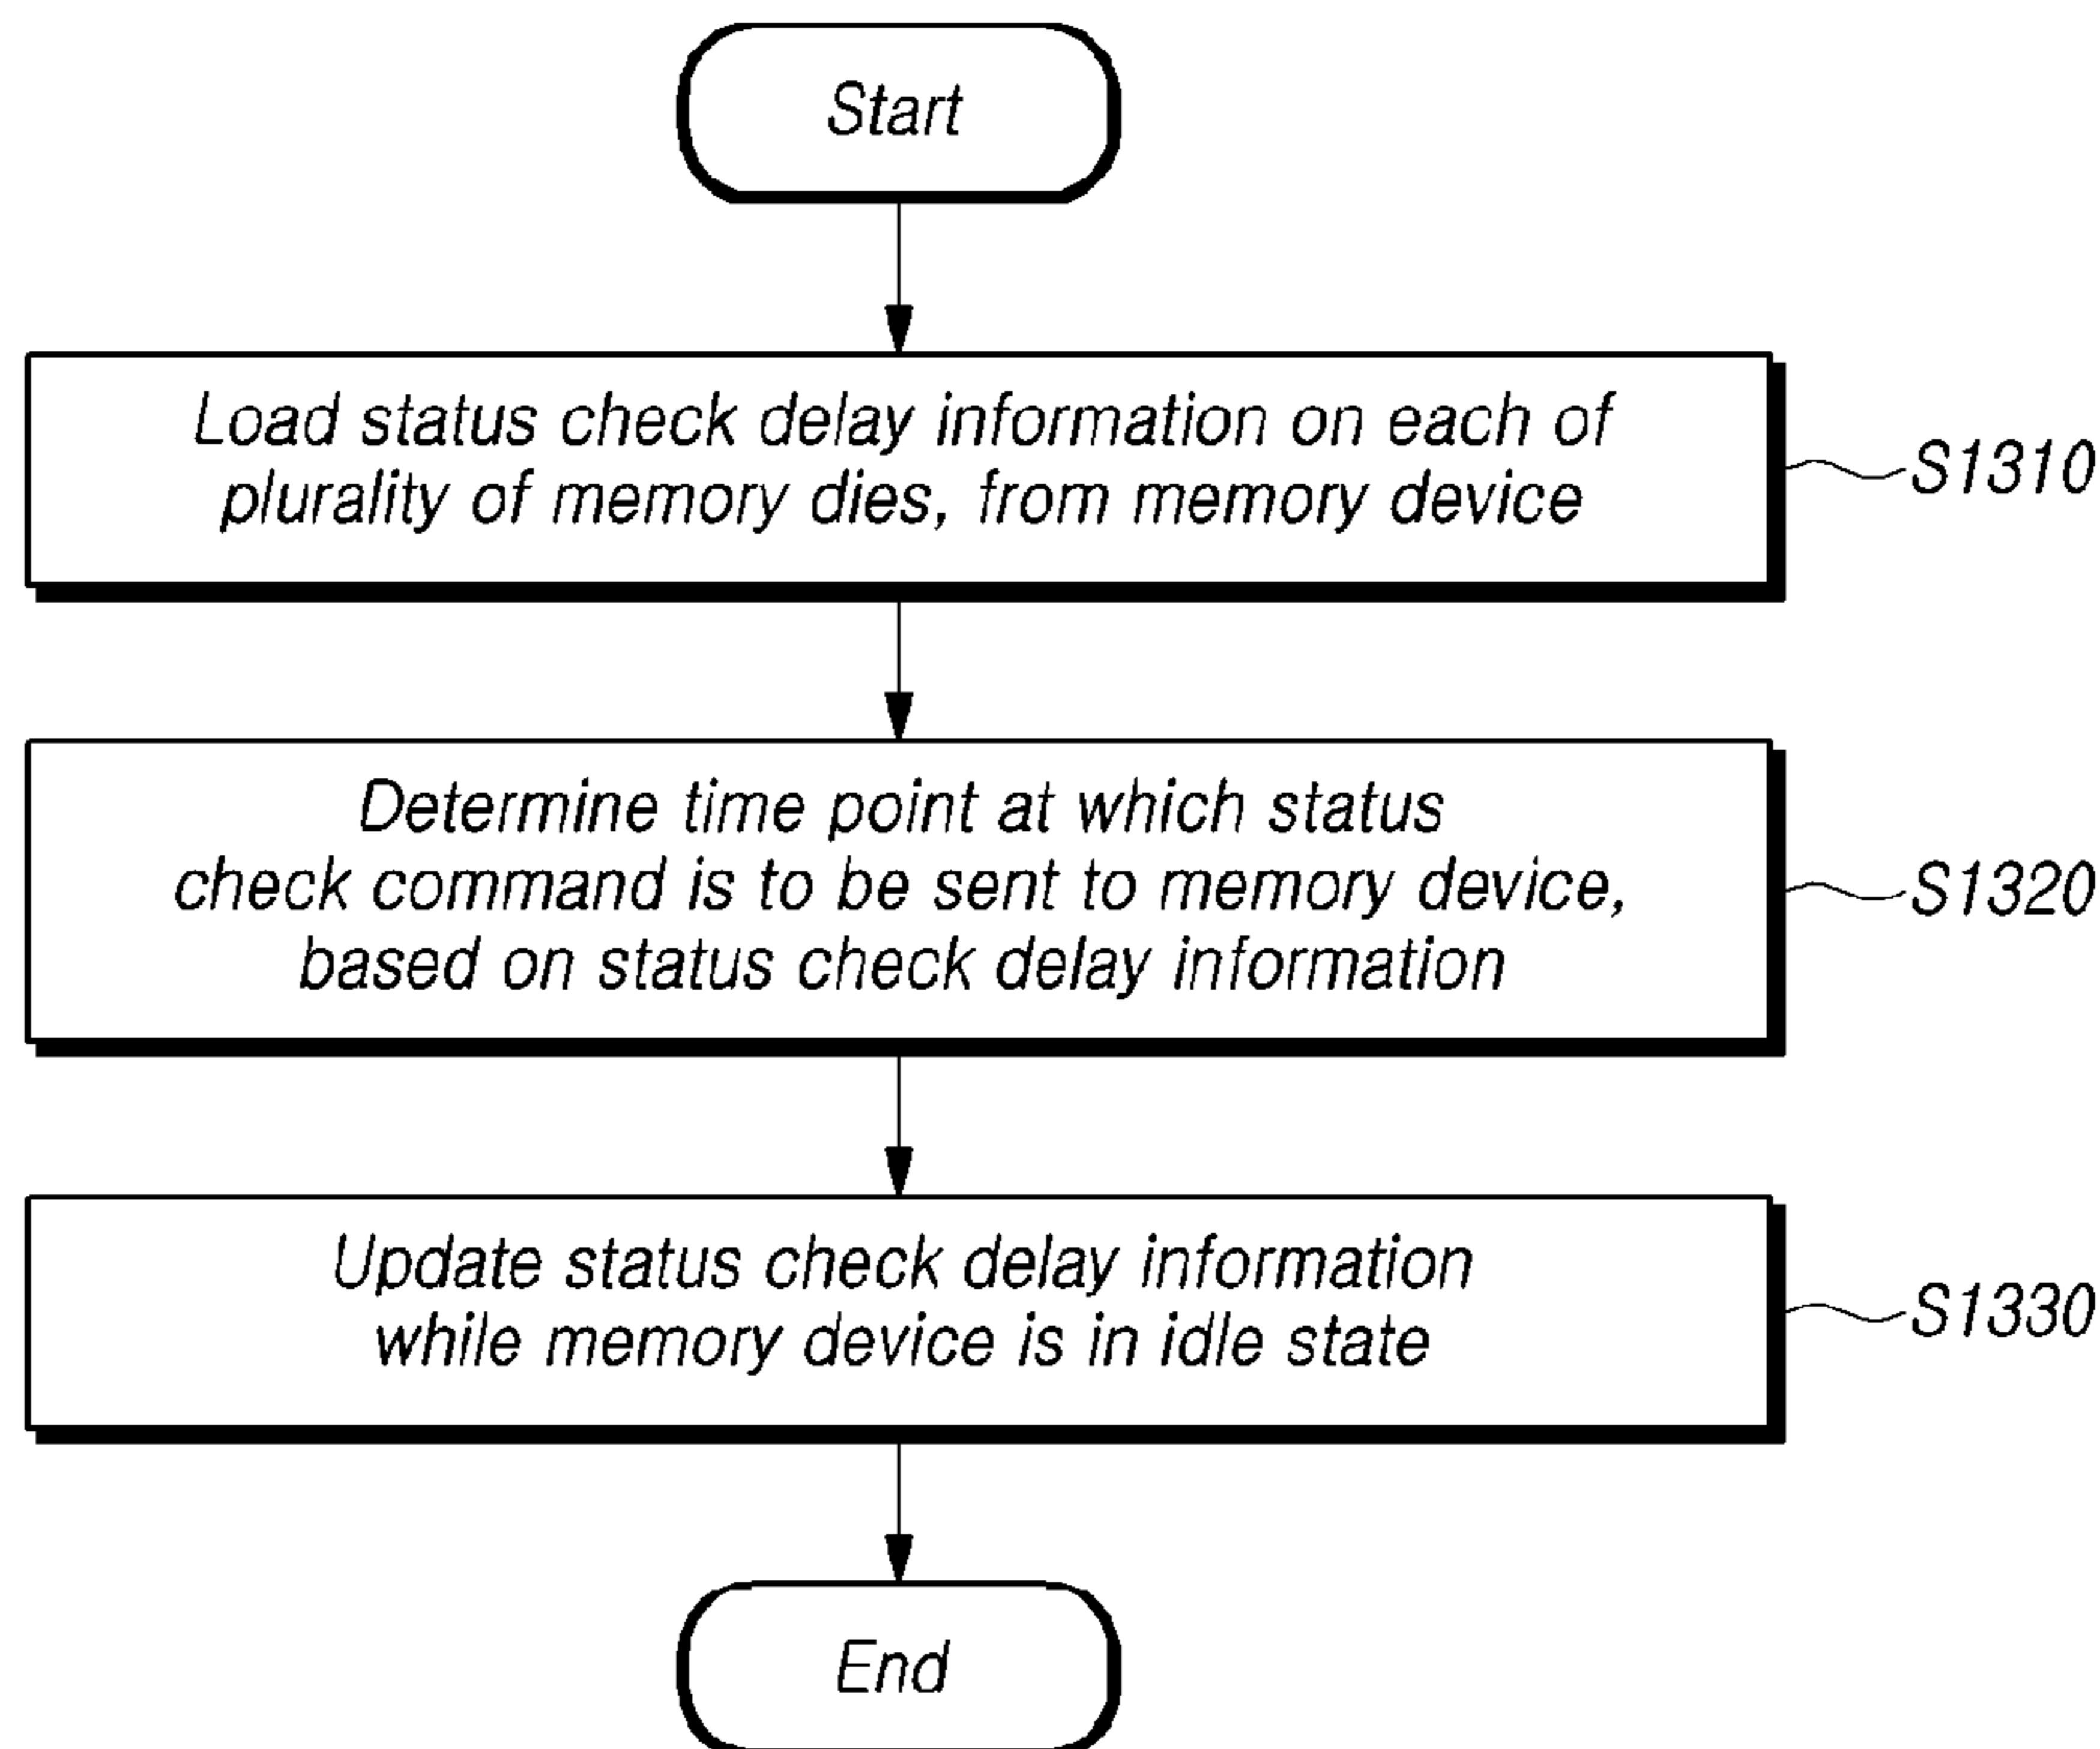 Start
Load status check delay information on each of
plurality of memory dies, from memory device
S1310
Determine time point at which status
check command is to be sent to memory device,
based on status check delay information
S1320
Update status check delay information
while memory device is in idle state
S1330
End